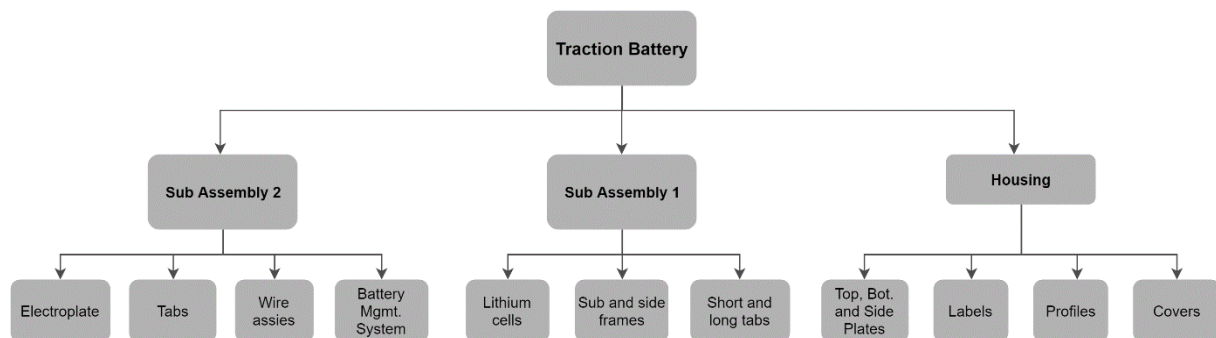 Traction Battery
Sub Assembly 2
Sub Assembly 1
Housing
Electroplate
Tabs
Wire
assies
Battery
Mgmt.
System
Lithium
cells
Sub and side
frames
Short and
long tabs
Top, Bot.
and Side
Plates
Labels
Profiles
Covers